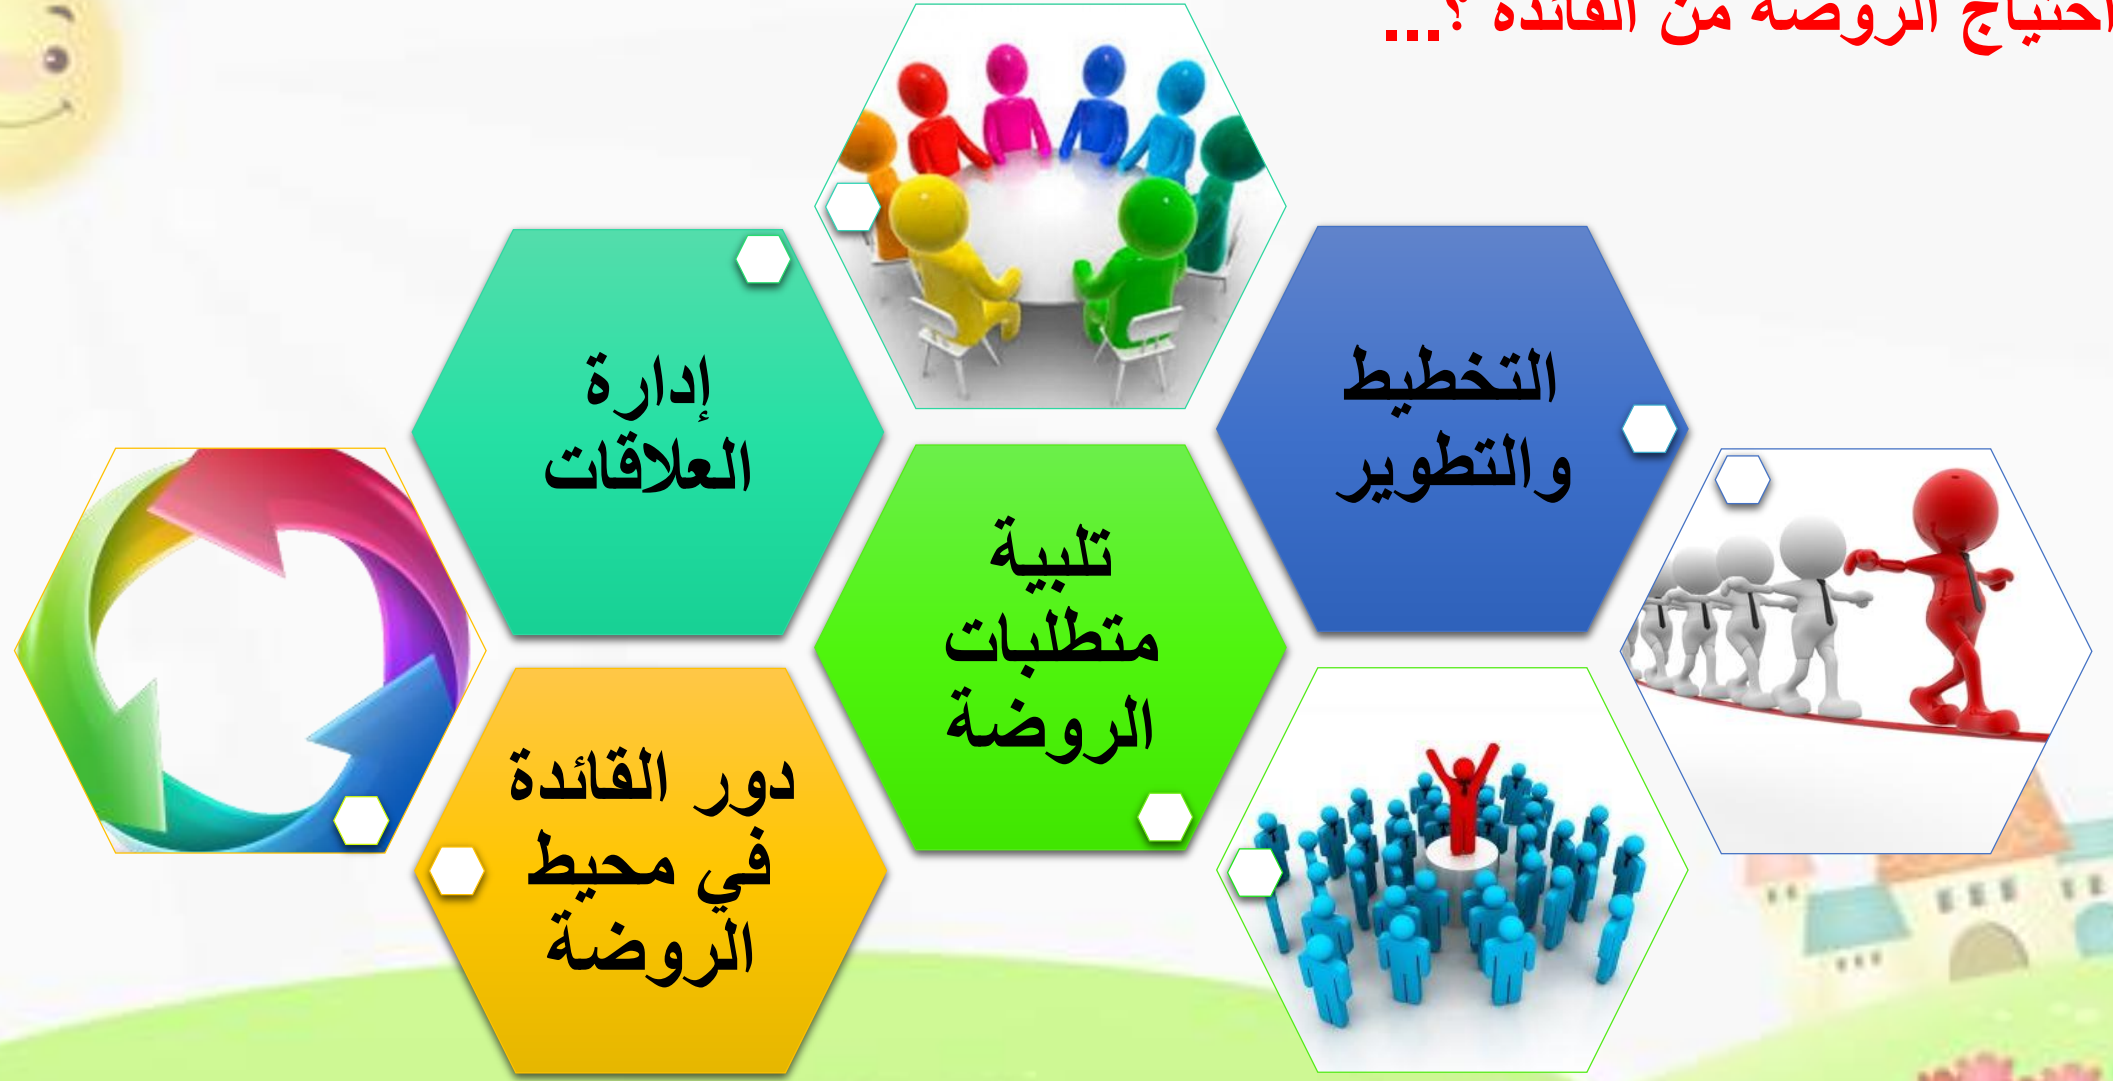 احتياج الروضة من القائدة ؟...
التخطيط
والتطوير
إدارة
العلاقات
تلبية
متطلبات
الروضة
دور القائدة
في محيط
الروضة